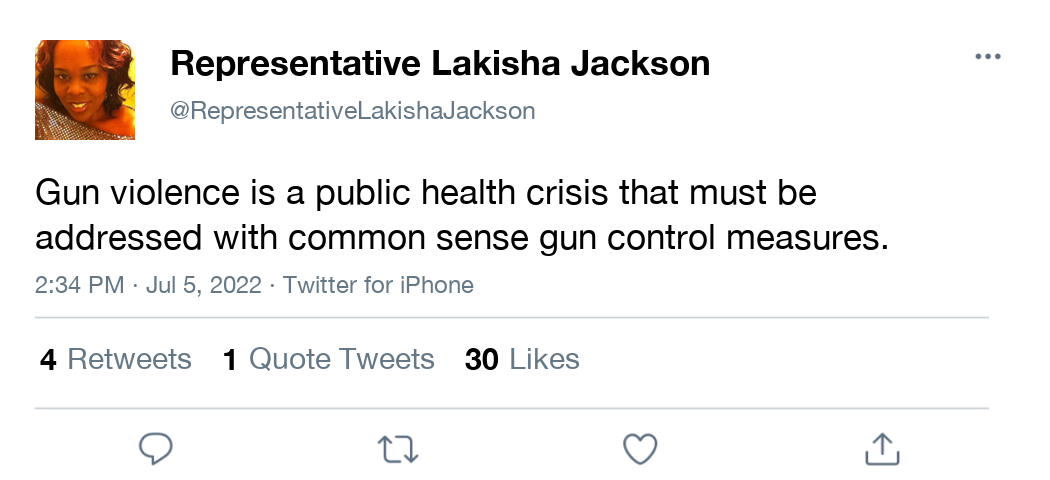 Representative Lakisha Jackson
@RepresentativeLakishaJackson
Gun violence is a public health crisis that must be
addressed with common sense gun control measures.
2:34 PM · Jul 5, 2022 · Twitter for iPhone
4 Retweets 1 Quote Tweets 30 Likes